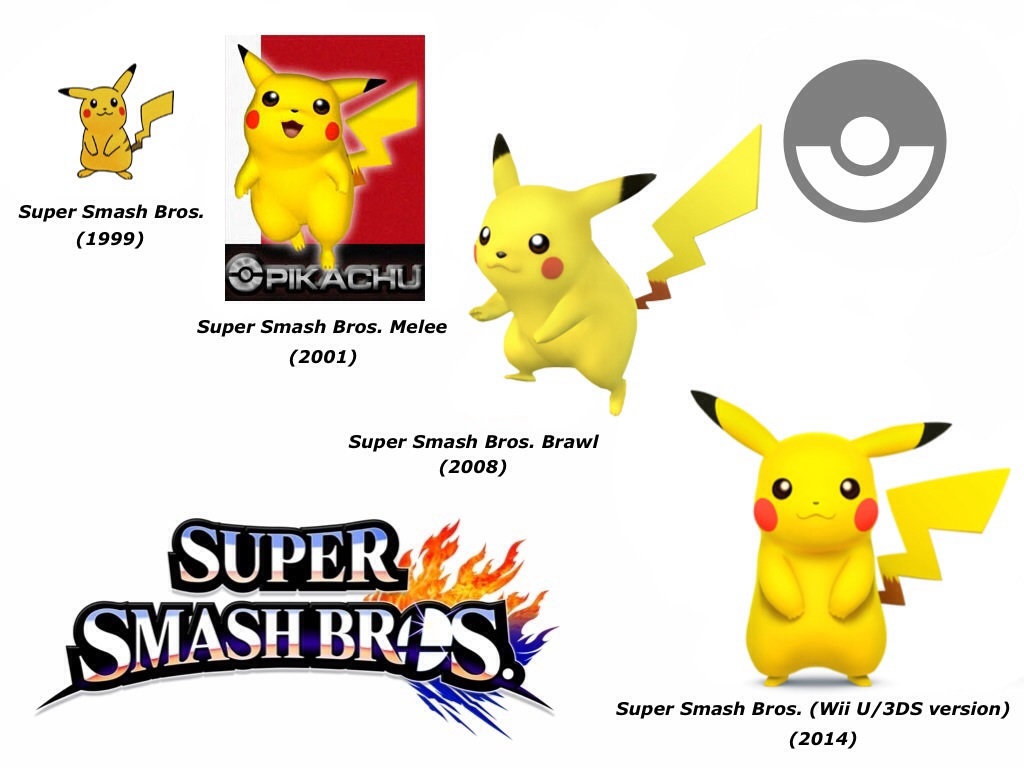 Super Smash Bros.
(1999)
PIKACHU
Super Smash Bros. Melee
(2001)
Super Smash Bros. Brawl
(2008)
SUPER
SMASH BROS.
Super Smash Bros. (Wii U/3DS version)
(2014)